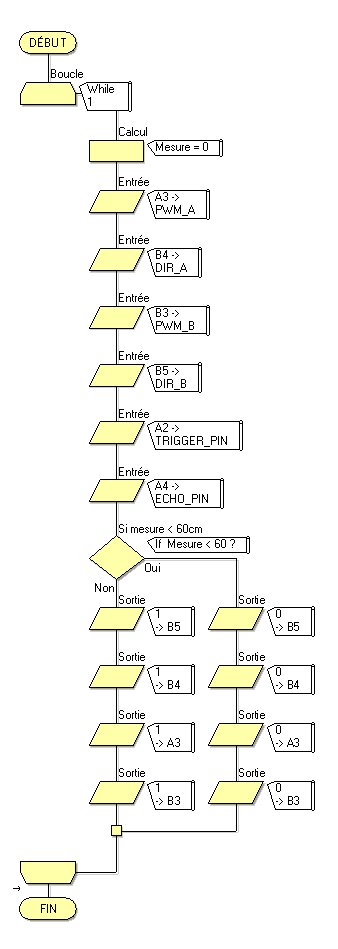 DÉBUT
Boucle
While
1
Calcul
Mesure = 0
Entrée
A3 ->
PWM_A
Entrée
B4 ->
DIR_A
Entrée
B3 ->
PWM_B
Entrée
B5 ->
DIR_B
Entrée
A2 ->
TRIGGER_PIN
Entrée
A4 ->
ECHO_PIN
Si mesure < 60cm
If Mesure < 60 ?
Oui
Non
Sortie
1
-> B5
Sortie
0
-> B5
Sortie
1
-> B4
Sortie
0
-> B4
Sortie
1
-> A3
Sortie
0
-> A3
Sortie
1
-> B3
Sortie
0
-> B3
FIN